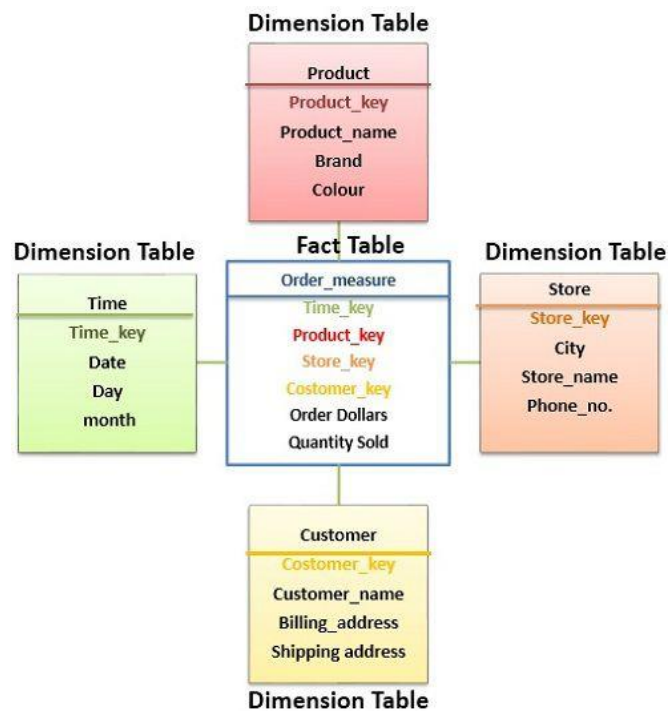 Dimension Table
Product
Product_key
Product_name
Brand
Colour
Dimension Table
Time
Time_key
Date
Day
month
Fact Table
Order_measure
Time_key
Product_key
Store_key
Costomer_key
Order Dollars
Quantity Sold
Dimension Table
Store
Store_key
City
Store_name
Phone_no.
Customer
Costomer_key
Customer_name
Billing_address
Shipping address
Dimension Table